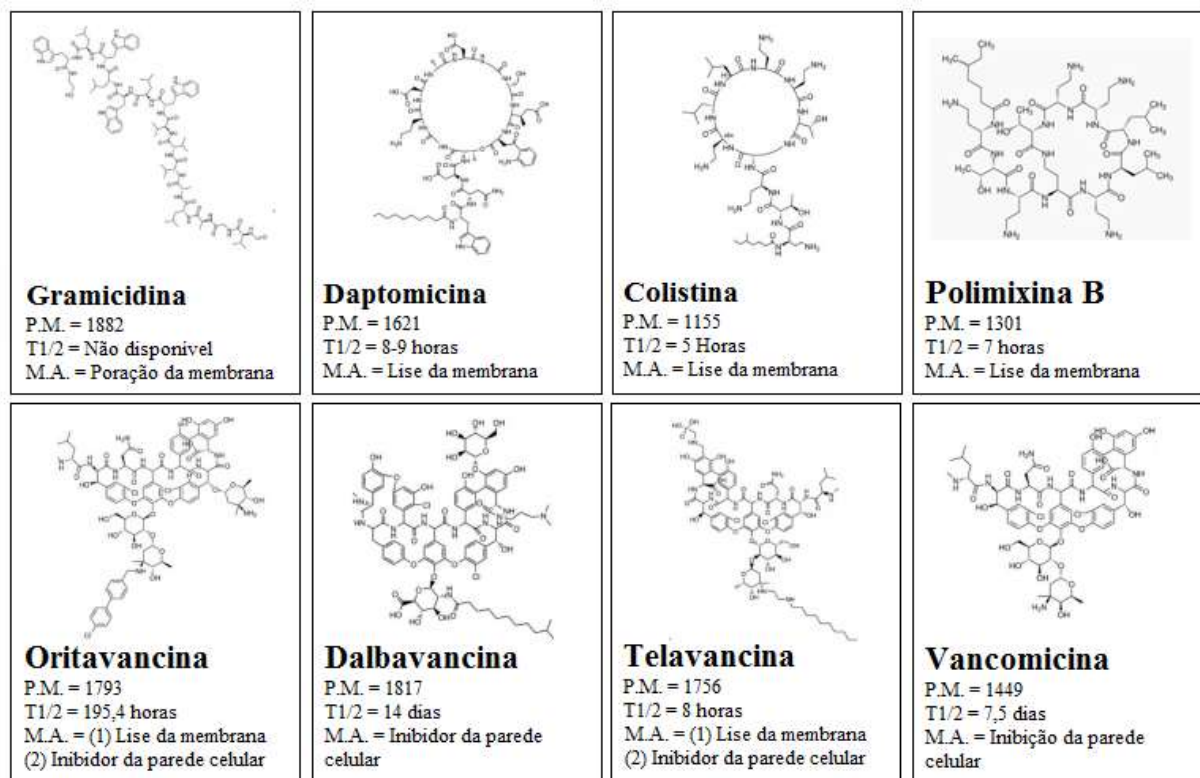 Gramicidina
P.M. = 1882
T1/2 = Não disponivel
M.A. = Poração da membrana
Daptomicina
P.M. = 1621
T1/2 = 8-9 horas
M.A. = Lise da membrana
Colistina
P.M. = 1155
T1/2 = 5 Horas
M.A. = Lise da membrana
Polimixina B
P.M. = 1301
T1/2 = 7 horas
M.A. = Lise da membrana
Oritavancina
P.M. = 1793
T1/2 = 195,4 horas
M.A. = (1) Lise da membrana
(2) Inibidor da parede celular
Dalbavancina
P.M. = 1817
T1/2 = 14 dias
M.A. = Inibidor da parede
celular
Telavancina
P.M. = 1756
T1/2 = 8 horas
M.A. = (1) Lise da membrana
(2) Inibidor da parede celular
Vancomicina
P.M. = 1449
T1/2 = 7,5 dias
M.A. = Inibição da parede
celular